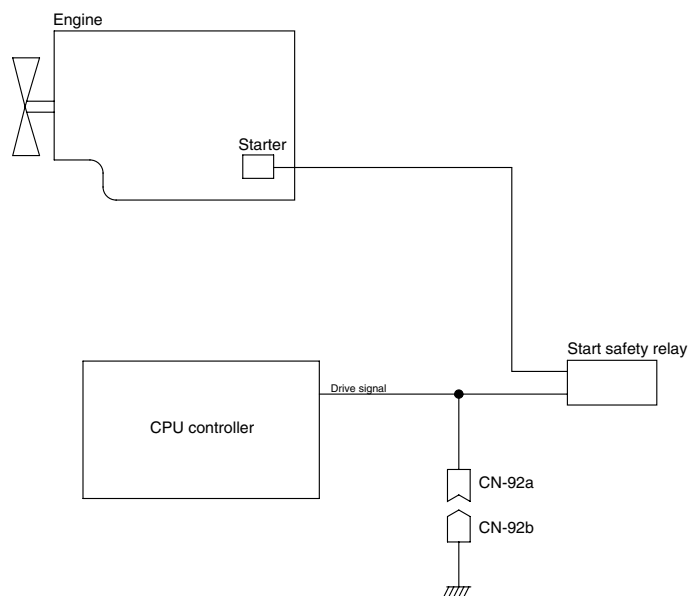 Engine
Starter
Start safety relay
Drive signal
CPU controller
CN-92a
CN-92b